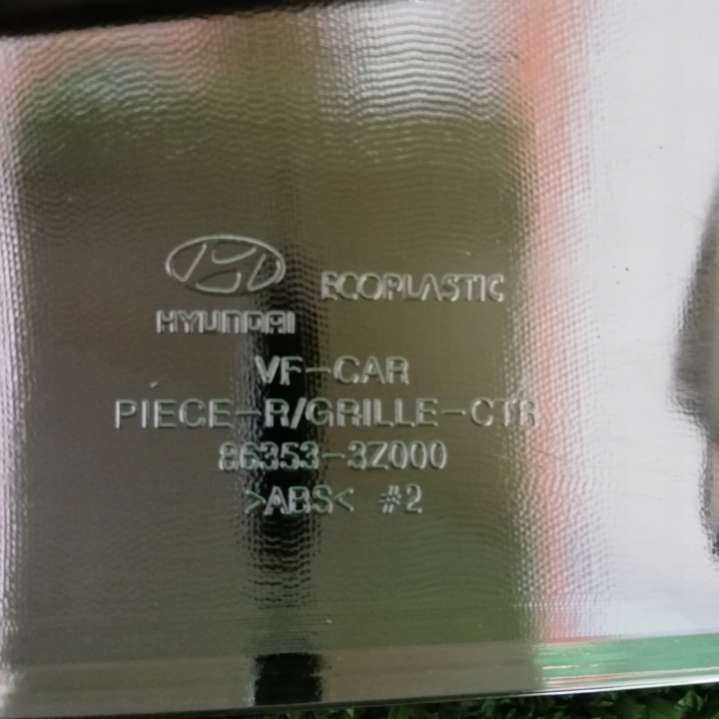 ECOPLASTIC
HYUNDAI
VF-CAR
PIECE-R/GRILLE-CTR
86353-3Z000
>ABS< #2